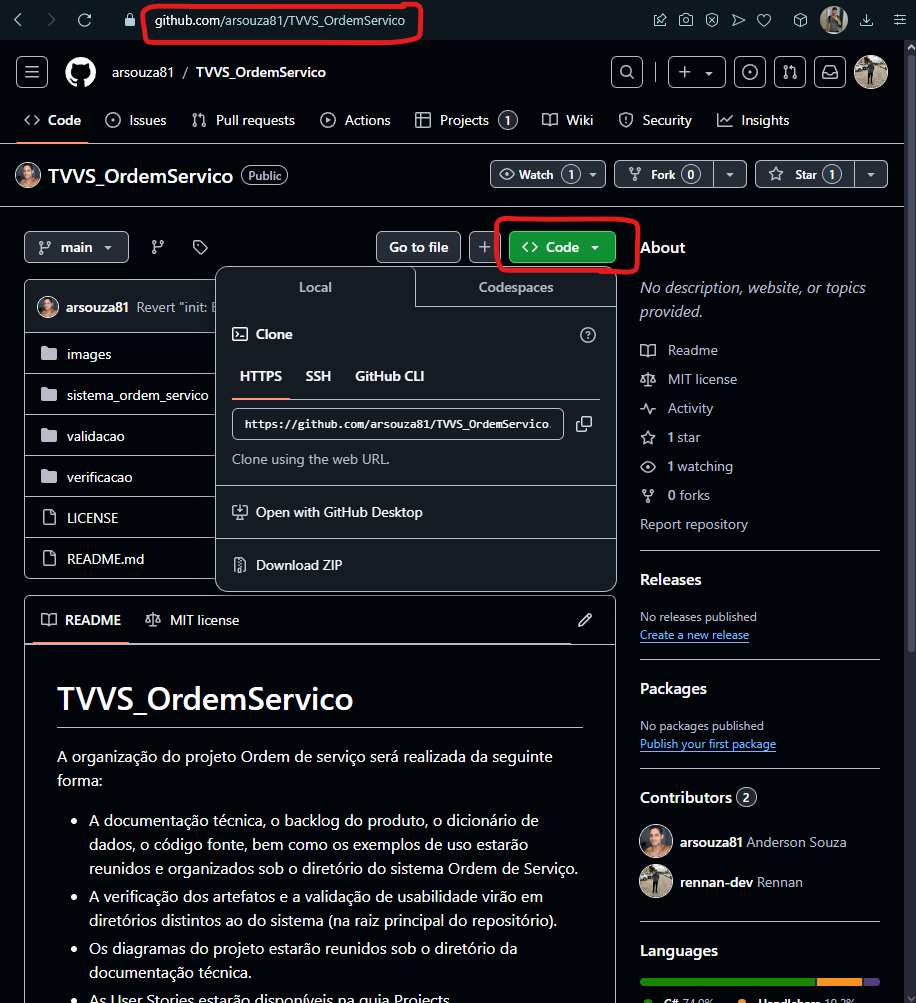 github.com/arsouza81/TVVS_OrdemServico
arsouza81 / TVVS_OrdemServico
Code Issues Pull requests Actions Projects 1 Wiki Security Insights
TVVS_OrdemServico Public
Watch 1 Fork 0 Star 1
main Go to file Code
About
Local Codespaces
No description, website, or topics
provided.
arsouza81 Revert "init:
Clone
Readme
images
HTTPS SSH GitHub CLI
MIT license
sistema_ordem_servico
Activity
https://github.com/arsouza81/TVVS_OrdemServico.
1 star
validacao
Clone using the web URL.
1 watching
verificacao
0 forks
LICENSE
Open with GitHub Desktop
Report repository
README.md
Download ZIP
Releases
No releases published
Create a new release
README MIT license
Packages
No packages published
Publish your first package
TVVS_OrdemServico
A organização do projeto Ordem de serviço será realizada da seguinte
forma:
Contributors 2
arsouza81 Anderson Souza
rennan-dev Rennan
• A documentação técnica, o backlog do produto, o dicionário de
dados, o código fonte, bem como os exemplos de uso estarão
reunidos e organizados sob o diretório do sistema Ordem de Serviço.
• A verificação dos artefatos e a validação de usabilidade virão em
diretórios distintos ao do sistema (na raiz principal do repositório).
• Os diagramas do projeto estarão reunidos sob o diretório da
documentação técnica.
• As User Stories estarão disponíveis na guia Projects
Languages
C# 74.0% Handlebars 19.2%